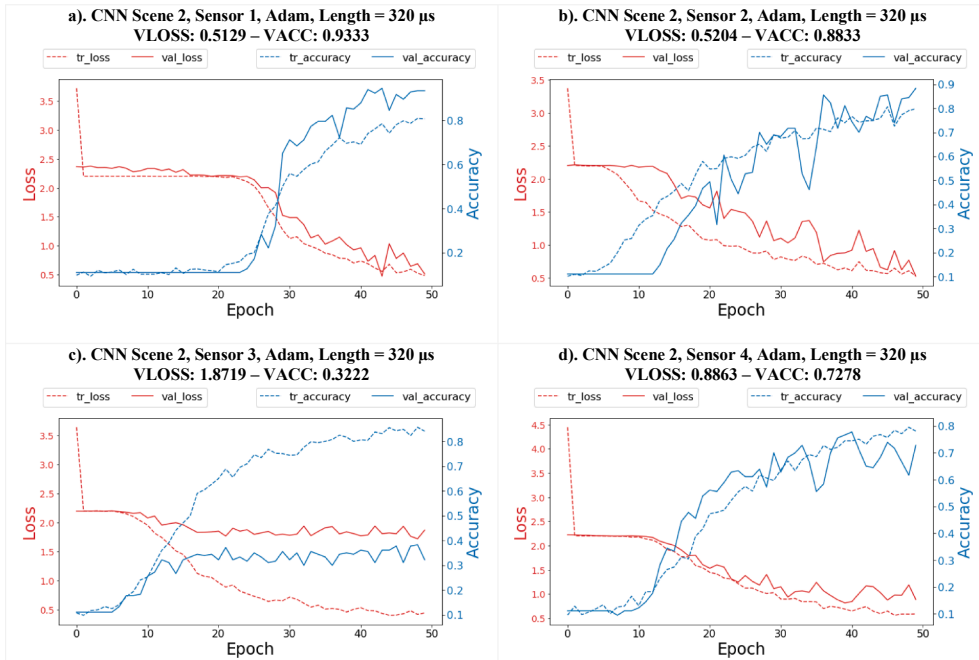 a). CNN Scene 2, Sensor 1, Adam, Length = 320 µs
VLOSS: 0.5129 – VACC: 0.9333
tr_loss val_loss tr_accuracy val_accuracy
3.5
3.0
2.5
2.0
1.5
1.0
0.5
Loss
0.8
0.6
0.4
0.2
Accuracy
0 10 20 30 40 50
Epoch
b). CNN Scene 2, Sensor 2, Adam, Length = 320 µs
VLOSS: 0.5204 – VACC: 0.8833
tr_loss val_loss tr_accuracy val_accuracy
3.5
3.0
2.5
2.0
1.5
1.0
0.5
Loss
0.9
0.8
0.7
0.6
0.5
0.4
0.3
0.2
0.1
Accuracy
0 10 20 30 40 50
Epoch
c). CNN Scene 2, Sensor 3, Adam, Length = 320 µs
VLOSS: 1.8719 – VACC: 0.3222
tr_loss val_loss tr_accuracy val_accuracy
3.5
3.0
2.5
2.0
1.5
1.0
0.5
Loss
0.8
0.7
0.6
0.5
0.4
0.3
0.2
0.1
Accuracy
0 10 20 30 40 50
Epoch
d). CNN Scene 2, Sensor 4, Adam, Length = 320 µs
VLOSS: 0.8863 – VACC: 0.7278
tr_loss val_loss tr_accuracy val_accuracy
4.5
4.0
3.5
3.0
2.5
2.0
1.5
1.0
0.5
Loss
0.8
0.7
0.6
0.5
0.4
0.3
0.2
0.1
Accuracy
0 10 20 30 40 50
Epoch